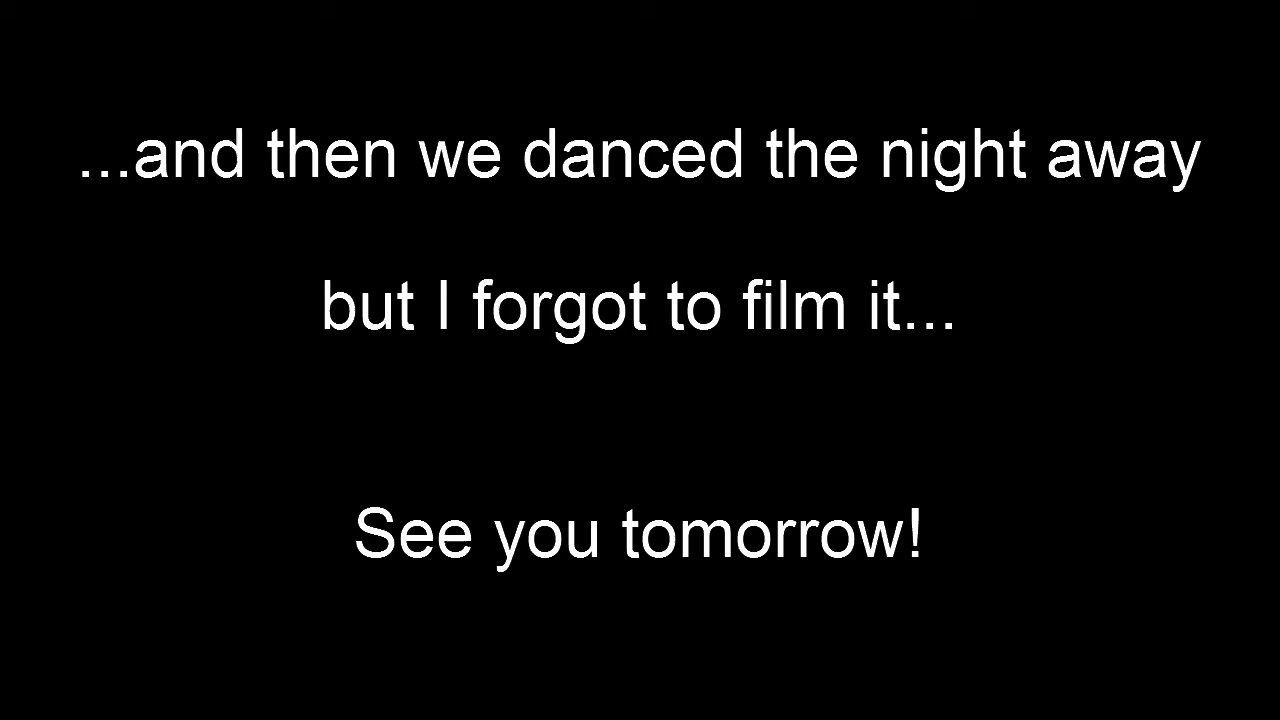 ...and then we danced the night away
but I forgot to film it...
See you tomorrow!